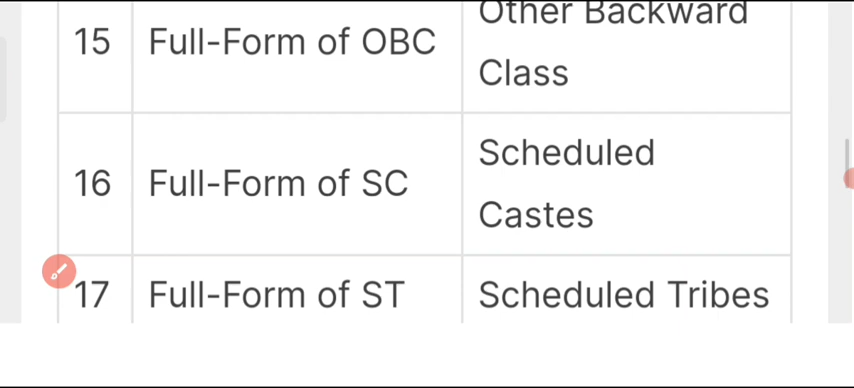 Other Backward
15 Full-Form of OBC
Class
Scheduled
16 Full-Form of SC
Castes
17 Full-Form of ST Scheduled Tribes